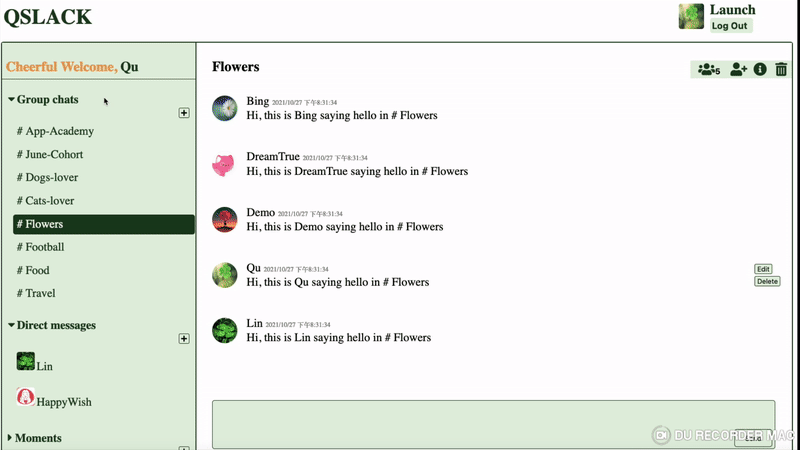 QSLACK
Launch
Log Out
Cheerful Welcome, Qu
Group chats
# App-Academy
# June-Cohort
# Dogs-lover
# Cats-lover
# Flowers
# Football
# Food
# Travel
Direct messages
Lin
HappyWish
Moments
Flowers
5
Bing 2021/10/27 下午8:31:34
Hi, this is Bing saying hello in # Flowers
DreamTrue 2021/10/27 下午8:31:34
Hi, this is DreamTrue saying hello in # Flowers
Demo 2021/10/27 下午8:31:34
Hi, this is Demo saying hello in # Flowers
Qu 2021/10/27 下午8:31:34
Edit
Hi, this is Qu saying hello in # Flowers
Delete
Lin 2021/10/27 下午8:31:34
Hi, this is Lin saying hello in # Flowers
DU RECORDER MAC